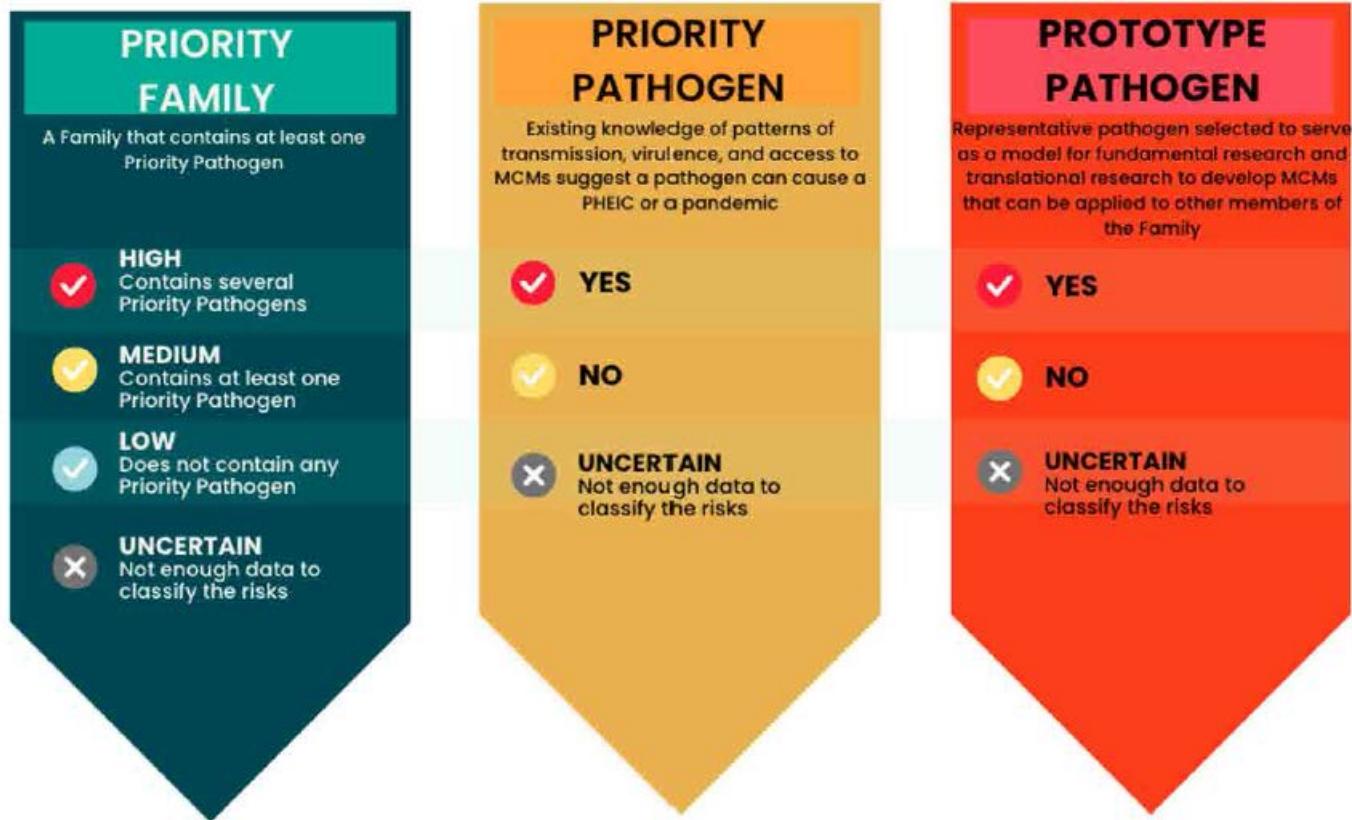 PRIORITY
FAMILY
A Family that contains at least one
Priority Pathogen
HIGH
Contains several
Priority Pathogens
MEDIUM
Contains at least one
Priority Pathogen
LOW
Does not contain any
Priority Pathogen
UNCERTAIN
Not enough data to
classify the risks
PRIORITY
PATHOGEN
Existing knowledge of patterns of
transmission, virulence, and access to
MCMs suggest a pathogen can cause a
PHEIC or a pandemic
YES
NO
UNCERTAIN
Not enough data to
classify the risks
PROTOTYPE
PATHOGEN
Representative pathogen selected to serve
as a model for fundamental research and
translational research to develop MCMs
that can be applied to other members of
the Family
YES
NO
UNCERTAIN
Not enough data to
classify the risks